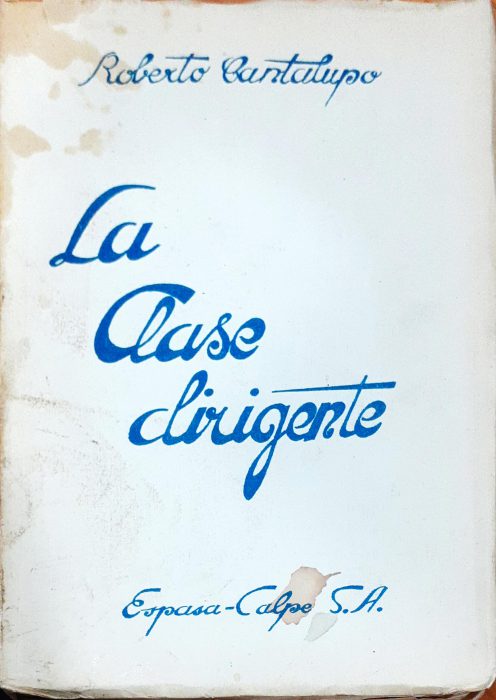 Roberto Cantalupo
La
Clase
dirigente
Espasa-Calpe S.A.